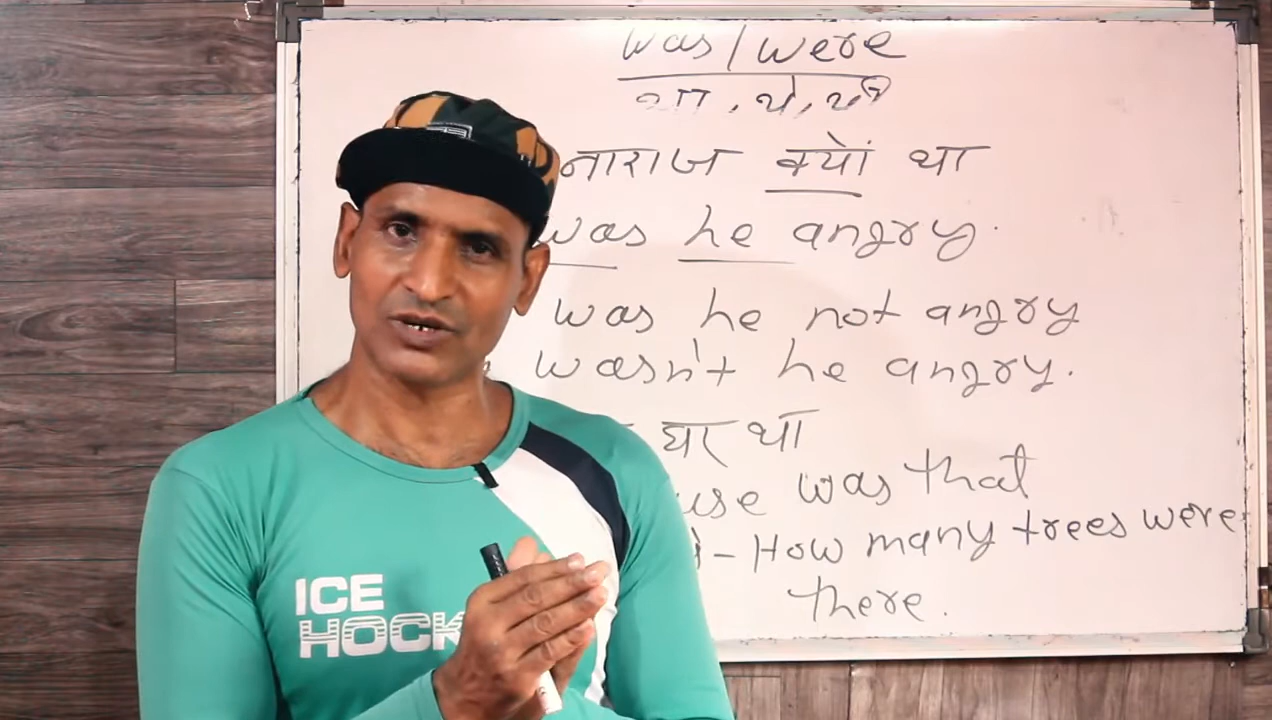 was / were
था, थे, थी
नाराज क्यों था
was he angry.
was he not angry
wasn't he angry.
घर था
use was that
- How many trees were
there.
ICE
HOCK